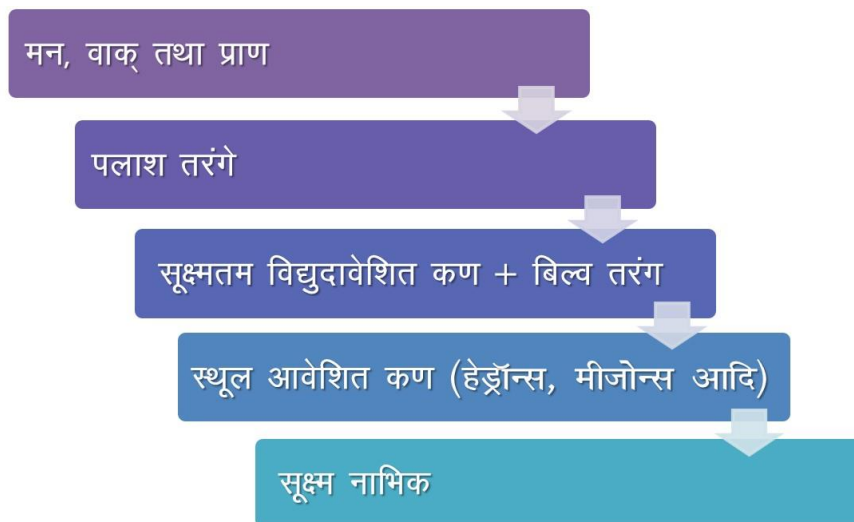 मन, वाक् तथा प्राण
पलाश तरंगे
सूक्ष्मतम विद्युदावेशित कण + बिल्व तरंग
स्थूल आवेशित कण (हेड्रॉन्स, मीजोन्स आदि)
सूक्ष्म नाभिक